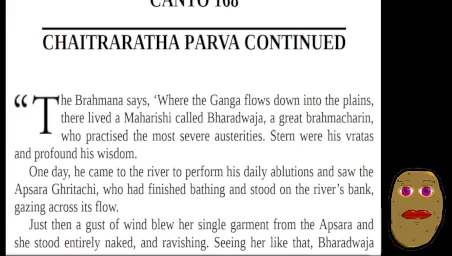 CANTO 168
CHAITRARATHA PARVA CONTINUED
“The Brahmana says, ‘Where the Ganga flows down into the plains,
there lived a Maharishi called Bharadwaja, a great brahmacharin,
who practised the most severe austerities. Stern were his vratas
and profound his wisdom.
One day, he came to the river to perform his daily ablutions and saw the
Apsara Ghritachi, who had finished bathing and stood on the river’s bank,
gazing across its flow.
Just then a gust of wind blew her single garment from the Apsara and
she stood entirely naked, and ravishing. Seeing her like that, Bharadwaja